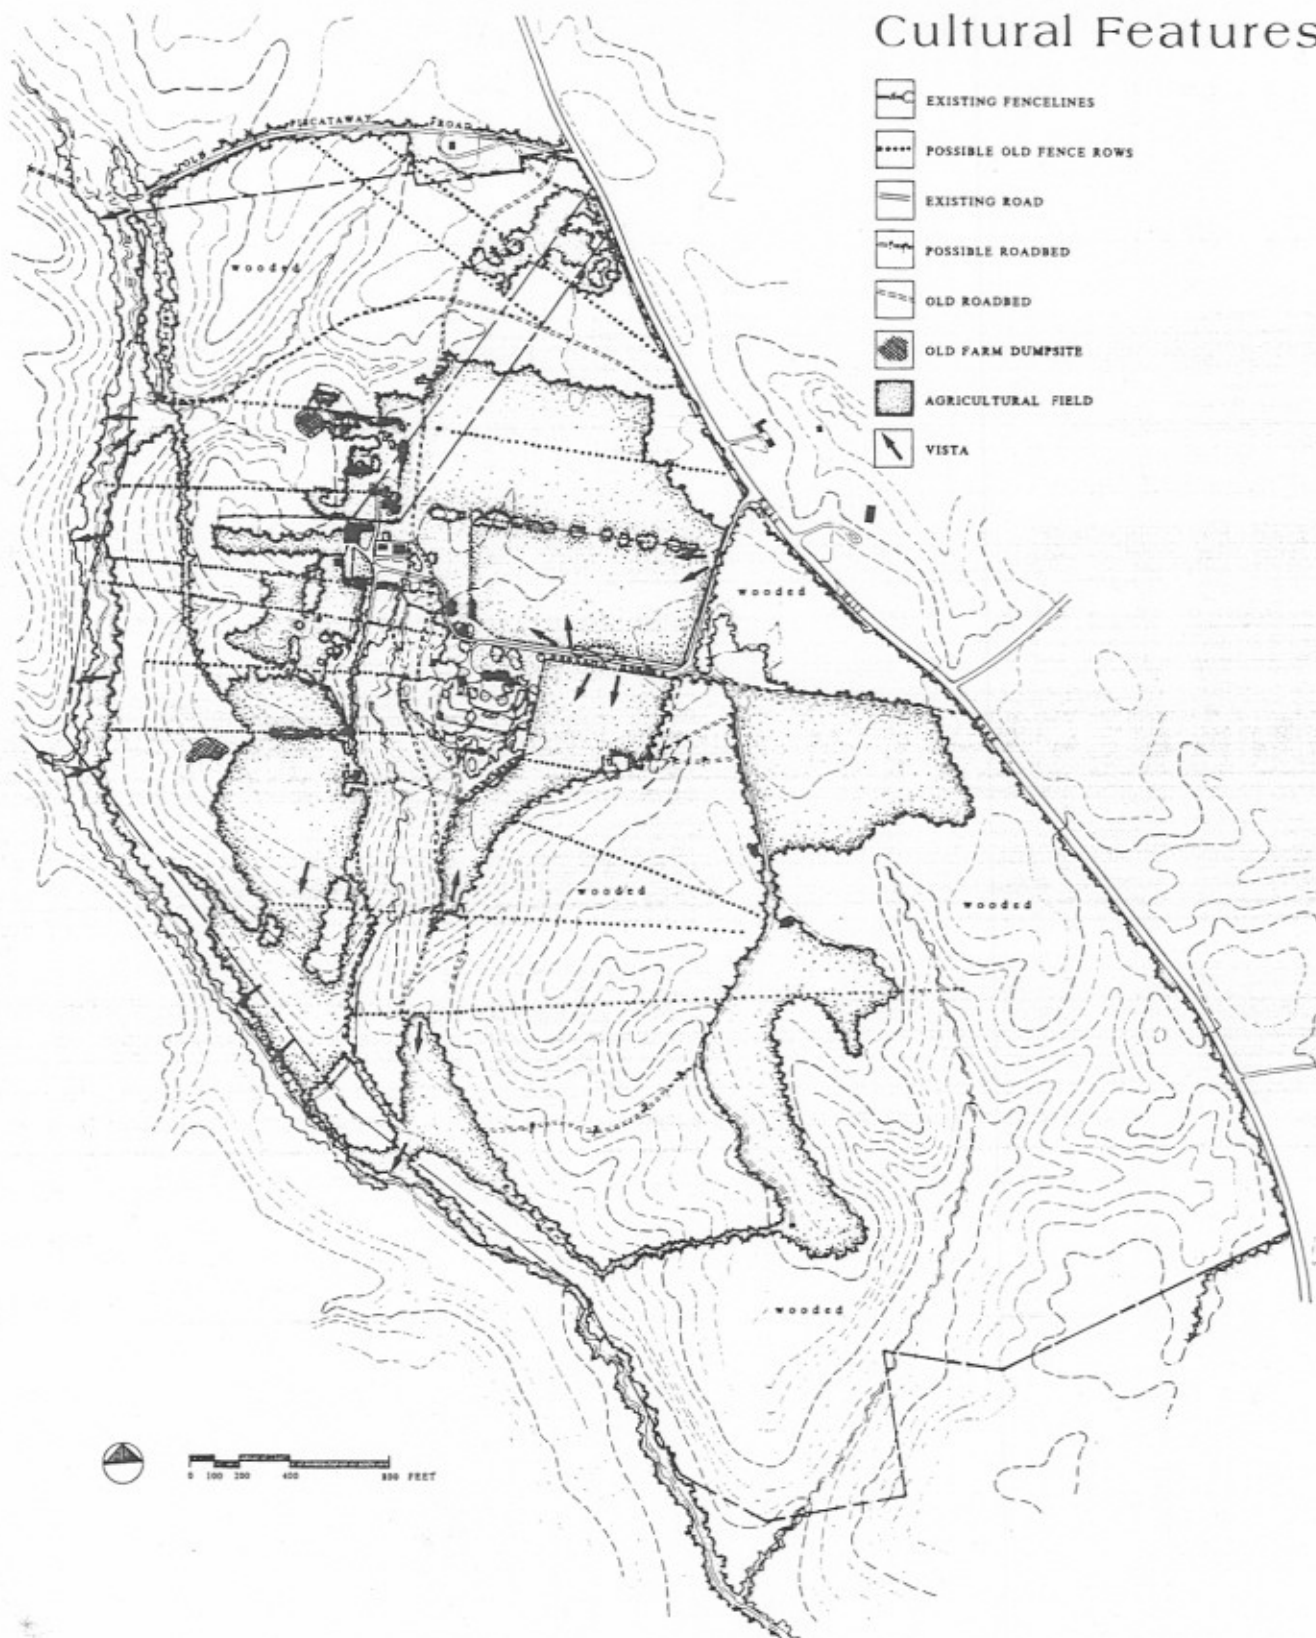 Cultural Features
EXISTING FENCELINES
POSSIBLE OLD FENCE ROWS
EXISTING ROAD
POSSIBLE ROADBED
OLD ROADBED
OLD FARM DUMPSITE
AGRICULTURAL FIELD
VISTA
OLD PISCATAWAY ROAD
wooded
wooded
wooded
wooded
wooded
0 100 200 400 800 FEET